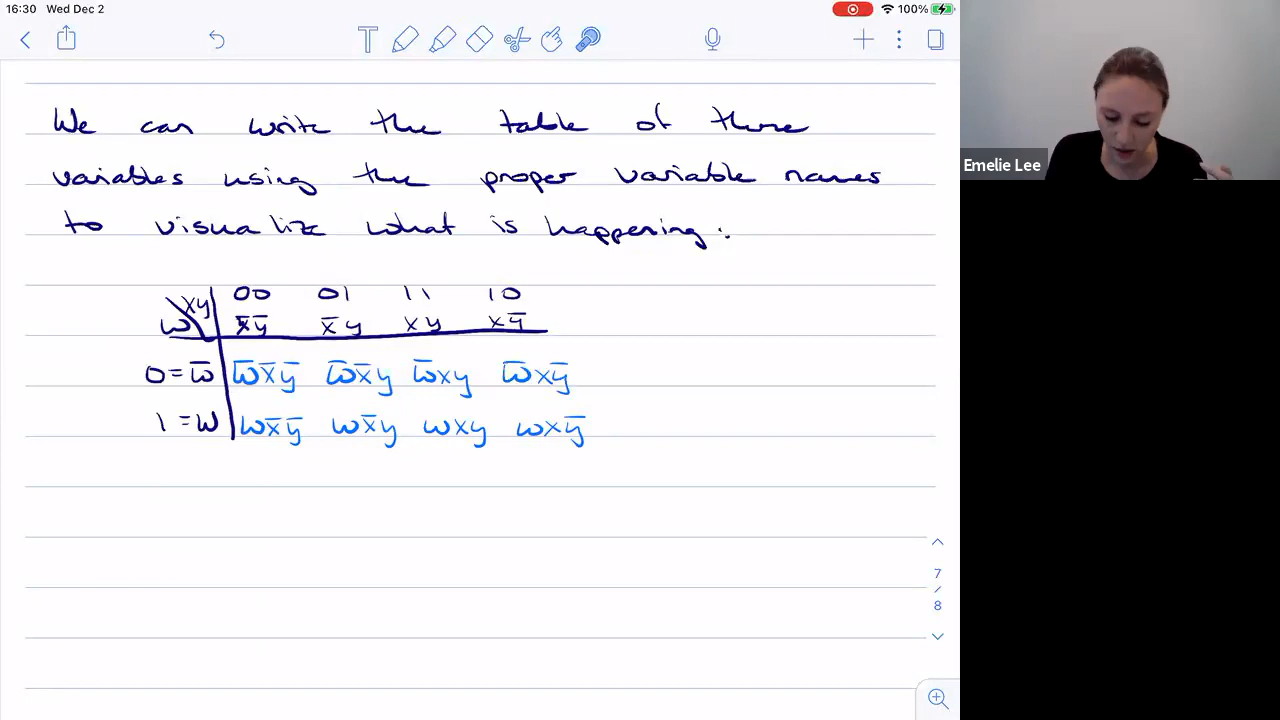 16:30 Wed Dec 2
100%
We can write the table of three
variables using the proper variable names
to visualize what is happening:
Emelie Lee
xy 00 01 11 10
w x̄ȳ x̄y xy xȳ
0 = w̄ w̄x̄ȳ w̄x̄y w̄xy w̄xȳ
1 = w wx̄ȳ wx̄y wxy wxȳ
7
/
8